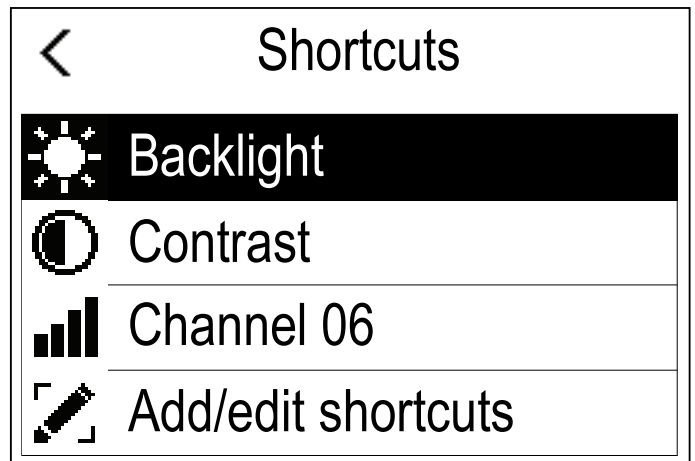 Shortcuts
Backlight
Contrast
Channel 06
Add/edit shortcuts